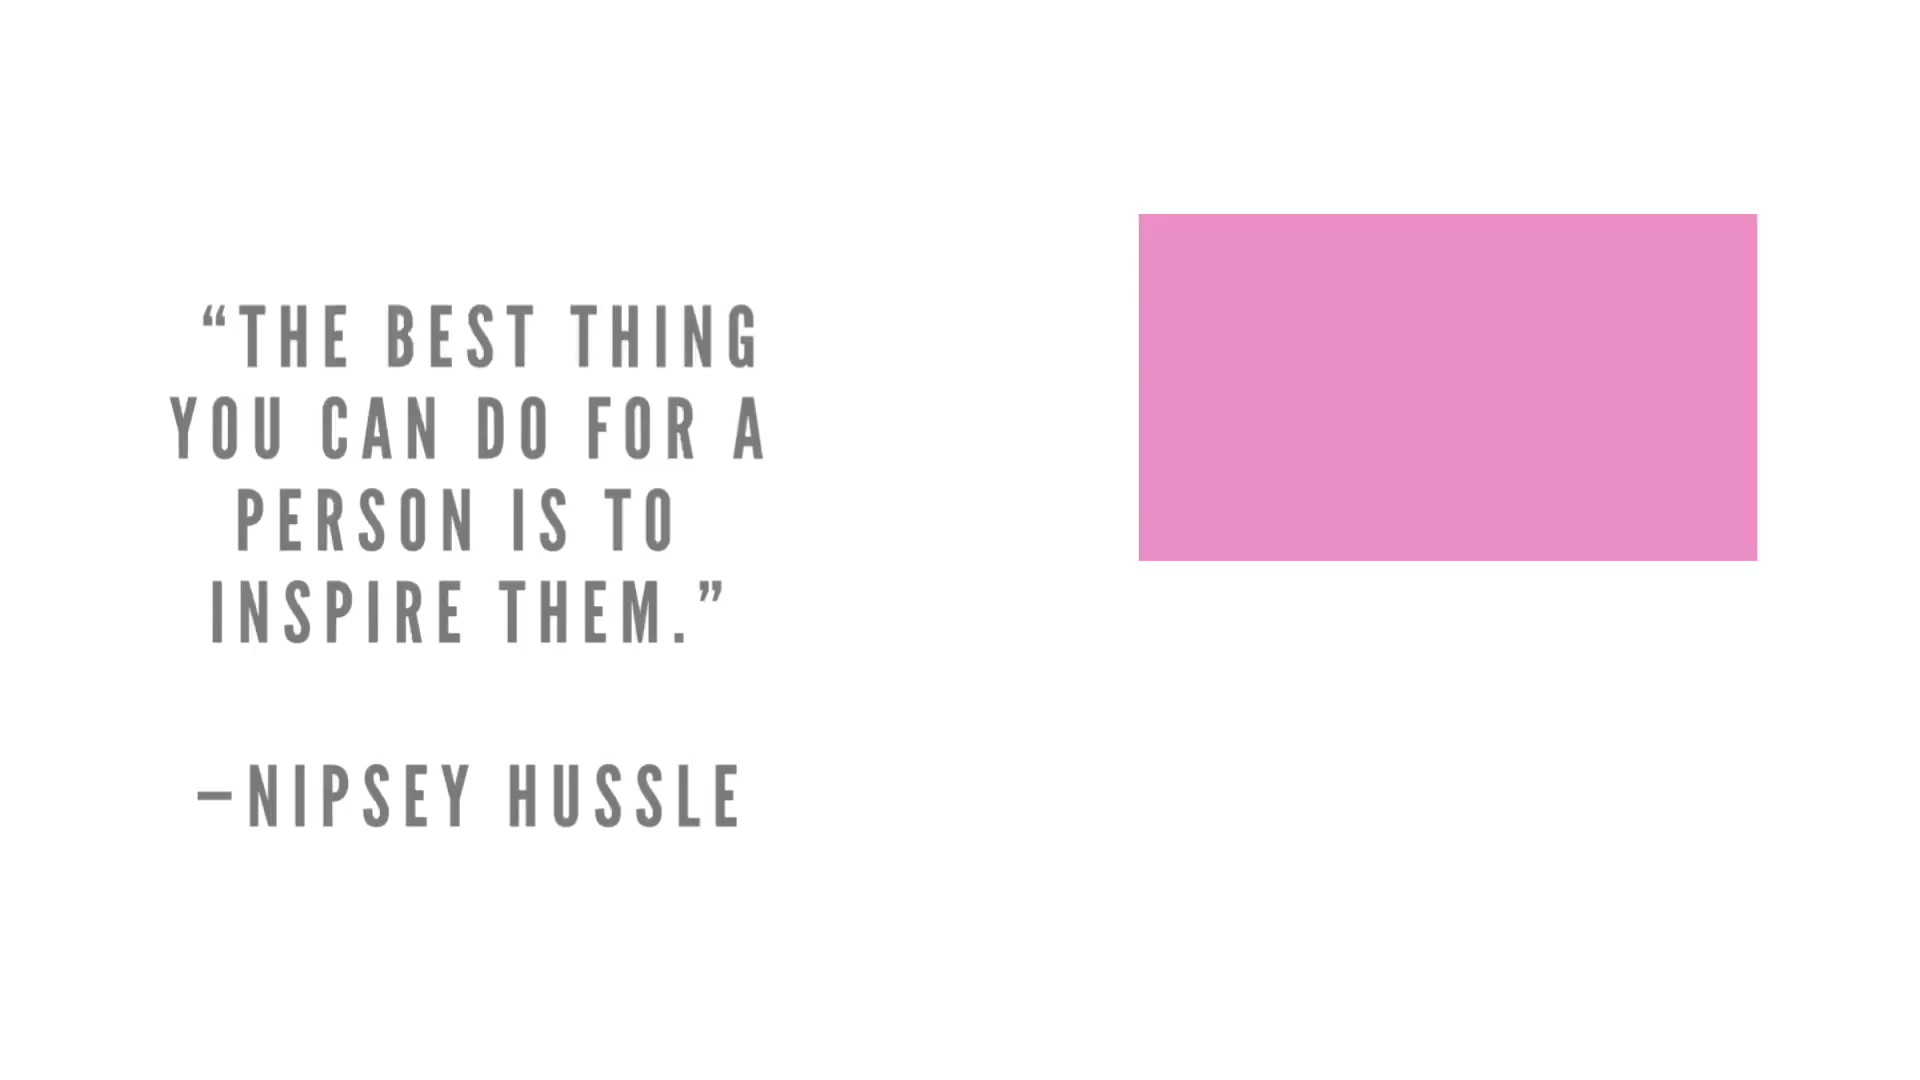 “THE BEST THING
YOU CAN DO FOR A
PERSON IS TO
INSPIRE THEM.”
–NIPSEY HUSSLE